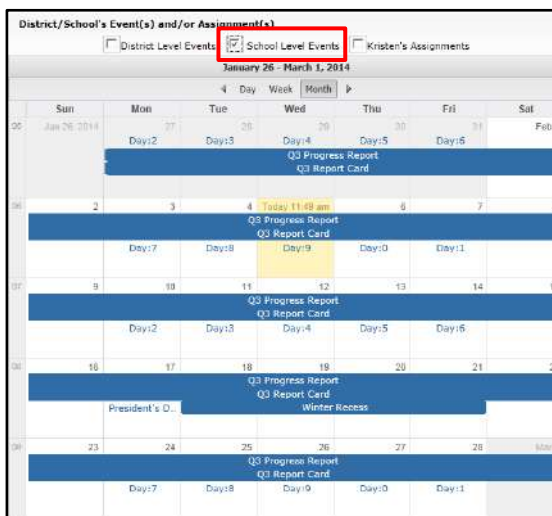 District/School's Event(s) and/or Assignment(s)
District Level Events School Level Events Kristen's Assignments
January 26 - March 1, 2014
Day Week Month
Sun Mon Tue Wed Thu Fri Sat
Jan 26, 2014 27 28 29 30 31 Feb
Day:2 Day:3 Day:4 Day:5 Day:6
Q3 Progress Report
Q3 Report Card
06 2 3 4 Today 11:49 am 6 7
Q3 Progress Report
Q3 Report Card
Day:7 Day:8 Day:9 Day:0 Day:1
07 9 10 11 12 13 14
Q3 Progress Report
Q3 Report Card
Day:2 Day:3 Day:4 Day:5 Day:6
08 16 17 18 19 20 21
Q3 Progress Report
Q3 Report Card
President's D.. Winter Recess
09 23 24 25 26 27 28 Mar
Q3 Progress Report
Q3 Report Card
Day:7 Day:8 Day:9 Day:0 Day:1